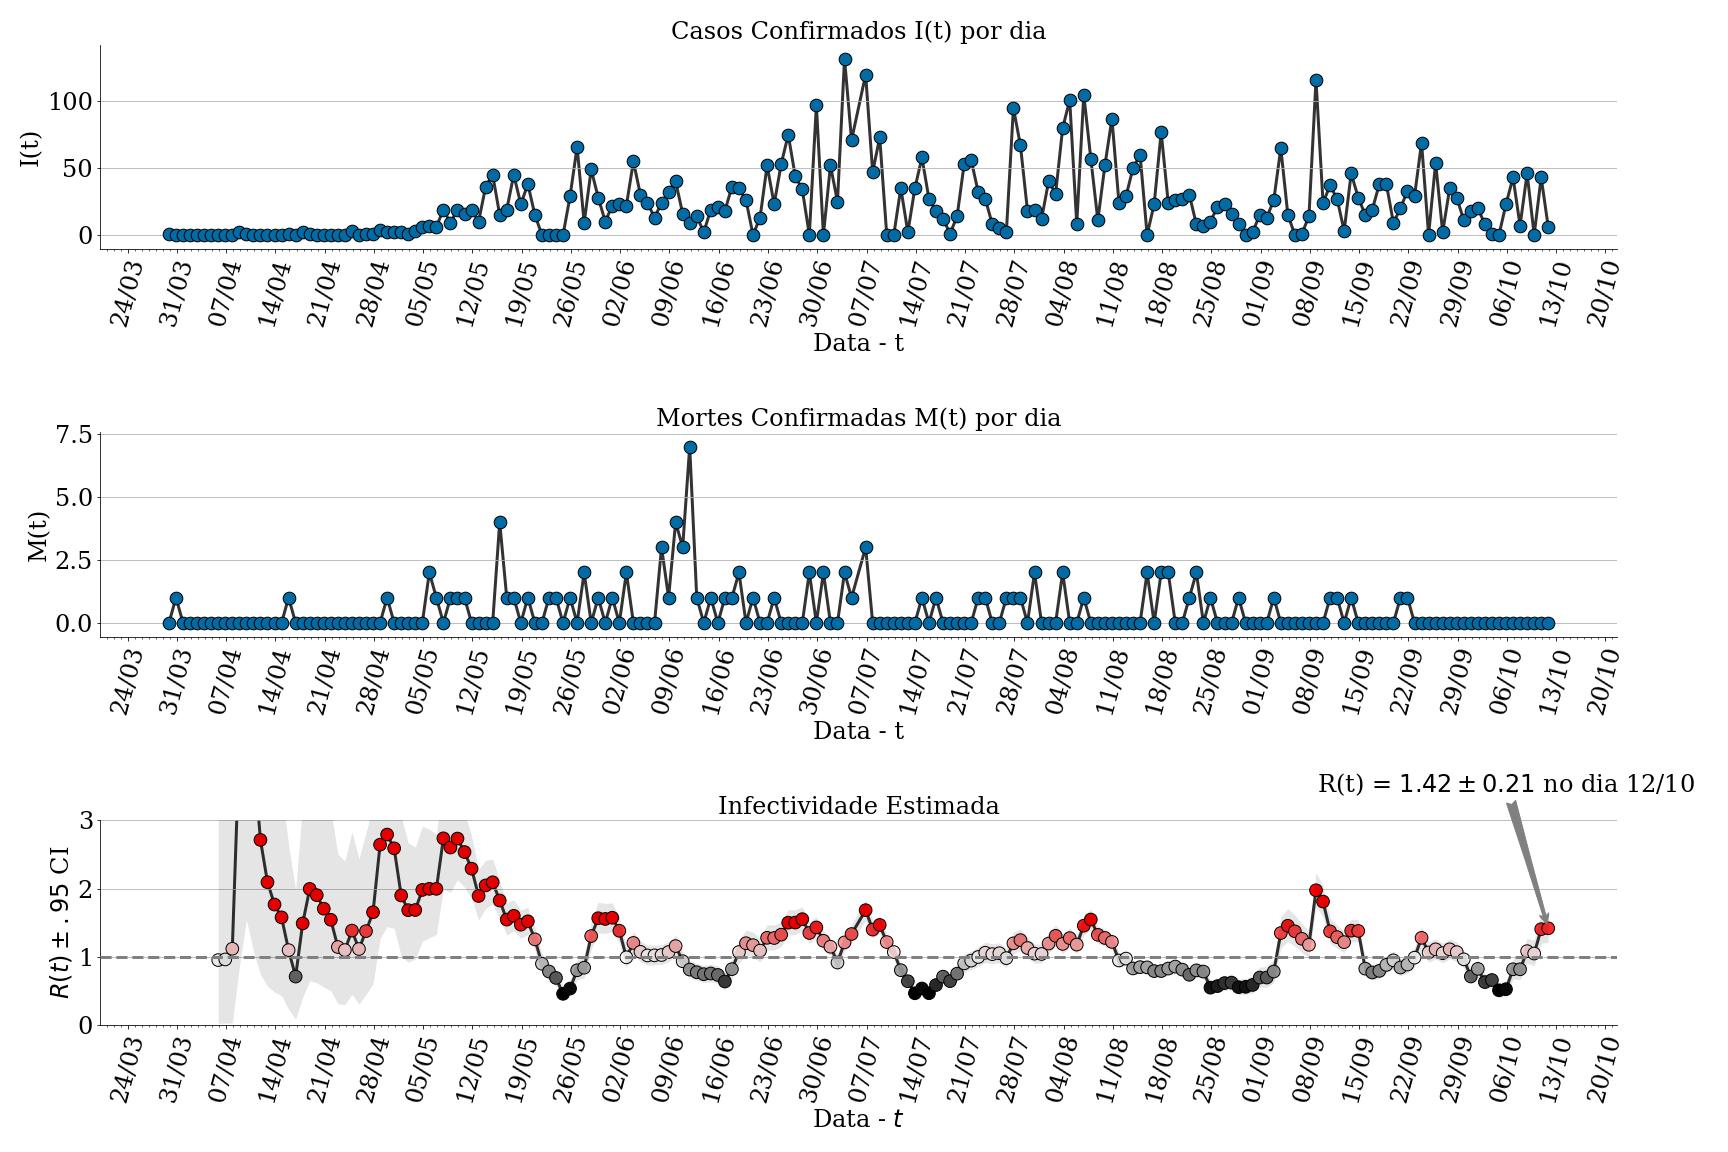 Casos Confirmados I(t) por dia
I(t)
100
50
0
24/03 31/03 07/04 14/04 21/04 28/04 05/05 12/05 19/05 26/05 02/06 09/06 16/06 23/06 30/06 07/07 14/07 21/07 28/07 04/08 11/08 18/08 25/08 01/09 08/09 15/09 22/09 29/09 06/10 13/10 20/10
Data - t
Mortes Confirmadas M(t) por dia
M(t)
7.5
5.0
2.5
0.0
24/03 31/03 07/04 14/04 21/04 28/04 05/05 12/05 19/05 26/05 02/06 09/06 16/06 23/06 30/06 07/07 14/07 21/07 28/07 04/08 11/08 18/08 25/08 01/09 08/09 15/09 22/09 29/09 06/10 13/10 20/10
Data - t
R(t) = 1.42 ± 0.21 no dia 12/10
Infectividade Estimada
R(t) ± .95 CI
3
2
1
0
24/03 31/03 07/04 14/04 21/04 28/04 05/05 12/05 19/05 26/05 02/06 09/06 16/06 23/06 30/06 07/07 14/07 21/07 28/07 04/08 11/08 18/08 25/08 01/09 08/09 15/09 22/09 29/09 06/10 13/10 20/10
Data - t